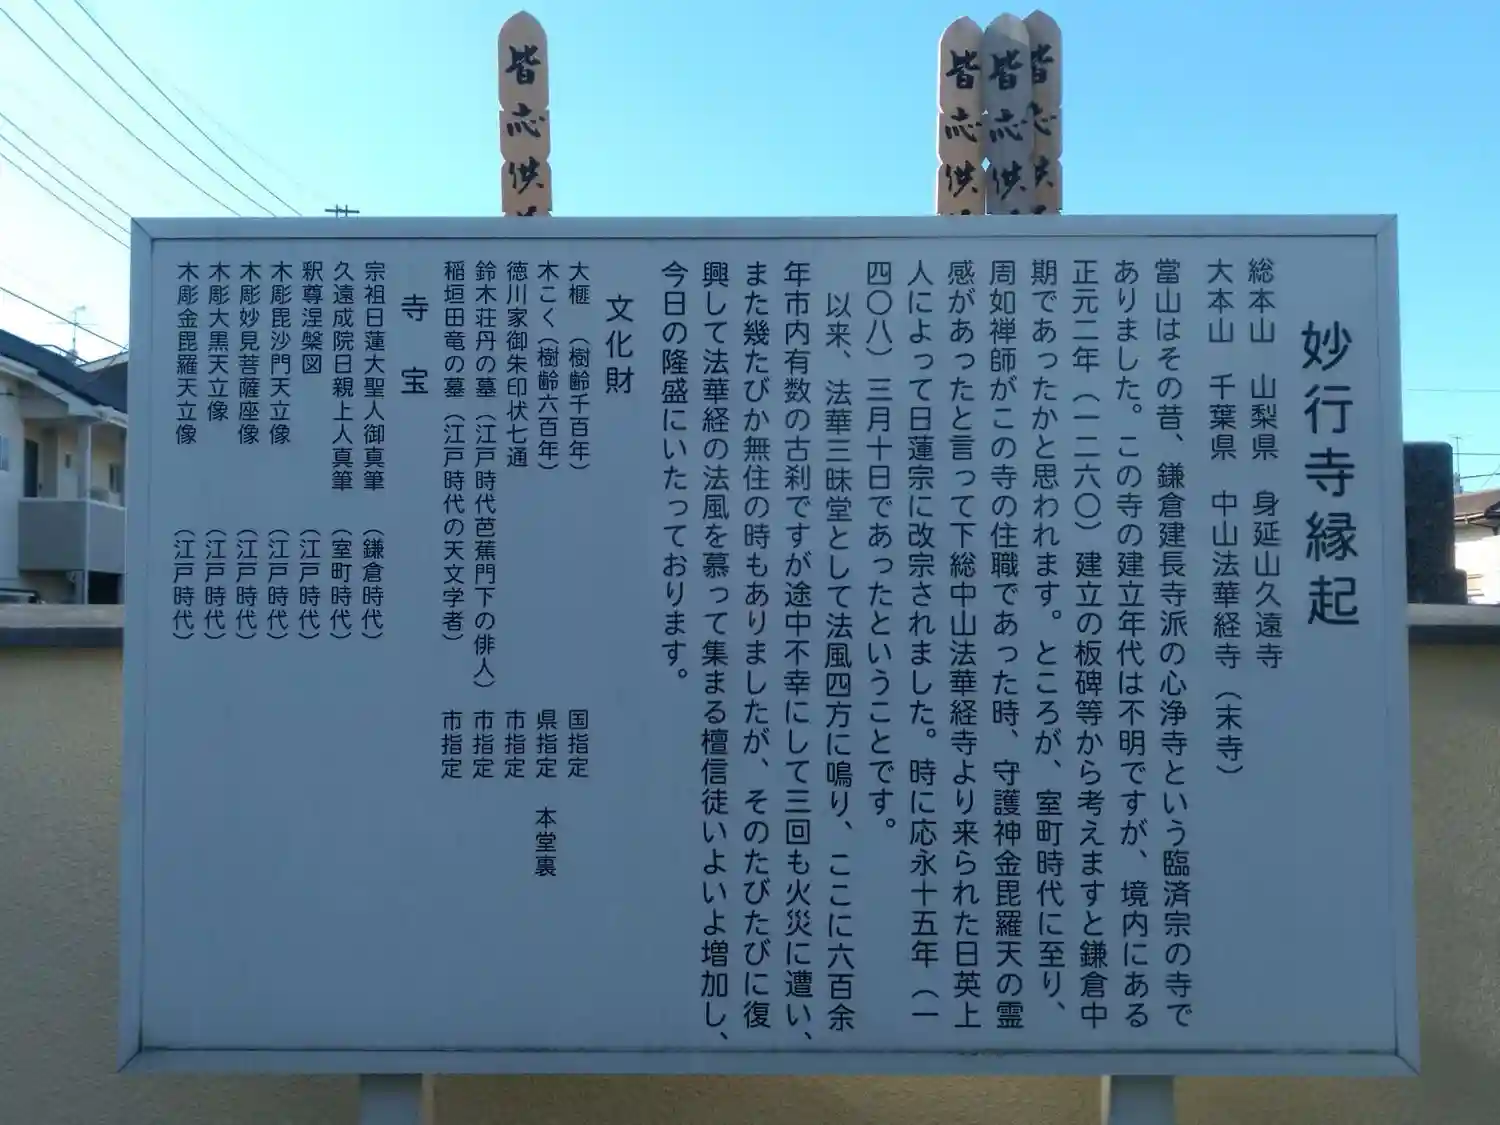 皆応供
皆応供
皆応供
皆応供
妙行寺縁起
総本山　山梨県　身延山久遠寺
大本山　千葉県　中山法華経寺（末寺）
當山はその昔、鎌倉建長寺派の心浄寺という臨済宗の寺で
ありました。この寺の建立年代は不明ですが、境内にある
正元二年（一二六〇）建立の板碑等から考えますと鎌倉中
期であったかと思われます。ところが、室町時代に至り、
周如禅師がこの寺の住職であった時、守護神金毘羅天の霊
感があったと言って下総中山法華経寺より来られた日英上
人によって日蓮宗に改宗されました。時に応永十五年（一
四〇八）三月十日であったということです。
以来、法華三昧堂として法風四方に鳴り、ここに六百余
年市内有数の古刹ですが途中不幸にして三回も火災に遭い、
また幾たびか無住の時もありましたが、そのたびたびに復
興して法華経の法風を慕って集まる檀信徒いよいよ増加し、
今日の隆盛にいたっております。
文化財
大榧（樹齢千百年）　国指定
木こく（樹齢六百年）　県指定　本堂裏
徳川家御朱印状七通　市指定
鈴木荘丹の墓（江戸時代芭蕉門下の俳人）　市指定
稲垣田竜の墓（江戸時代の天文学者）　市指定
寺宝
宗祖日蓮大聖人御真筆　（鎌倉時代）
久遠成院日親上人真筆　（室町時代）
釈尊涅槃図　（江戸時代）
木彫毘沙門天立像　（江戸時代）
木彫妙見菩薩座像　（江戸時代）
木彫大黒天立像　（江戸時代）
木彫金毘羅天立像　（江戸時代）